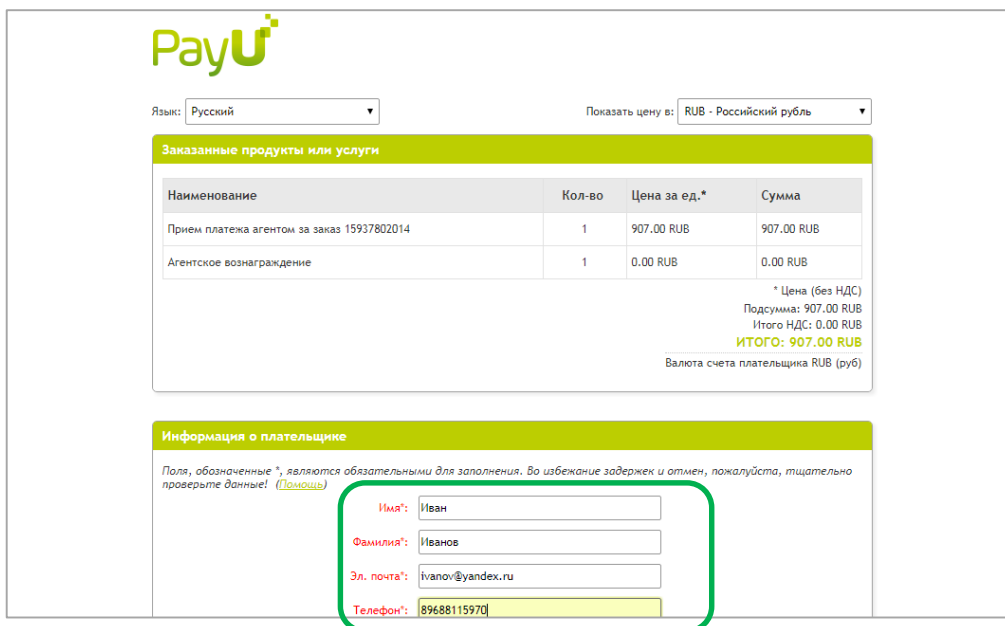 PayU
Язык: Русский Показать цену в: RUB - Российский рубль
Заказанные продукты или услуги
Наименование Кол-во Цена за ед.* Сумма
Прием платежа агентом за заказ 15937802014 1 907.00 RUB 907.00 RUB
Агентское вознаграждение 1 0.00 RUB 0.00 RUB
* Цена (без НДС)
Подсумма: 907.00 RUB
Итого НДС: 0.00 RUB
ИТОГО: 907.00 RUB
Валюта счета плательщика RUB (руб)
Информация о плательщике
Поля, обозначенные *, являются обязательными для заполнения. Во избежание задержек и отмен, пожалуйста, тщательно
проверьте данные! (Помощь)
Имя*: Иван
Фамилия*: Иванов
Эл. почта*: ivanov@yandex.ru
Телефон*: 89688115970